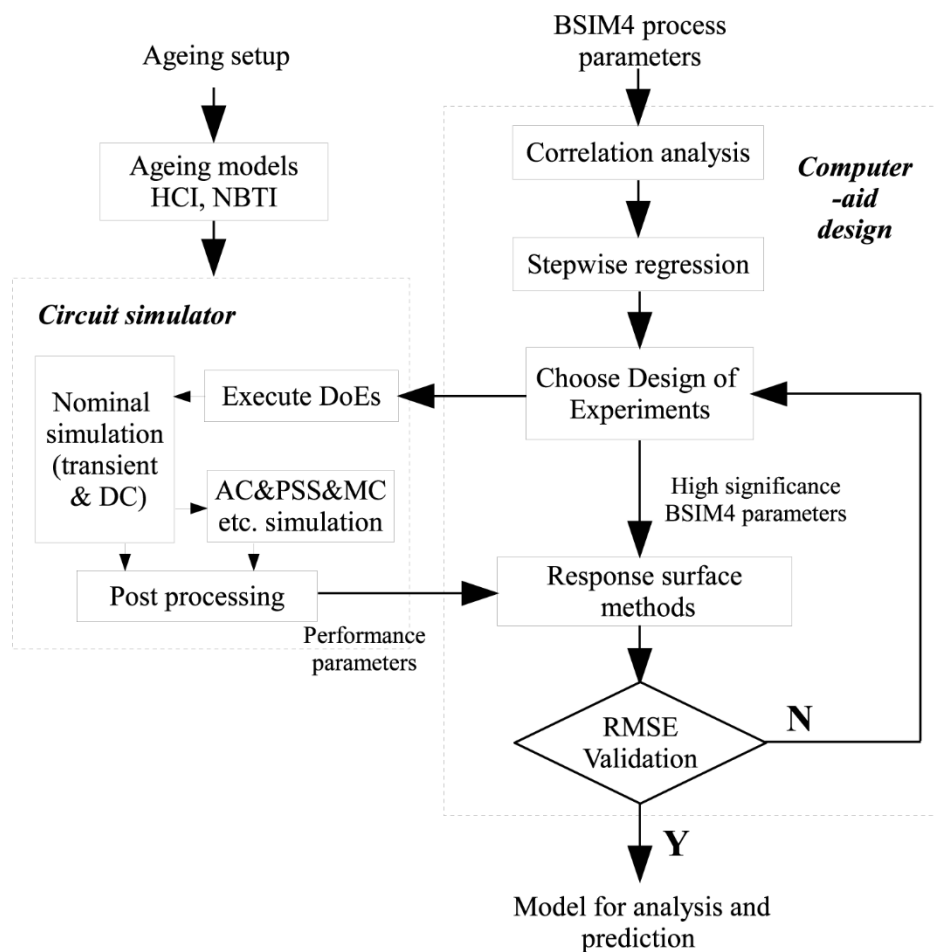 Ageing setup
Ageing models
HCI, NBTI
Circuit simulator
Nominal
simulation
(transient
& DC)
Execute DoEs
AC&PSS&MC
etc. simulation
Post processing
Performance
parameters
BSIM4 process
parameters
Correlation analysis
Computer
-aid
design
Stepwise regression
Choose Design of
Experiments
High significance
BSIM4 parameters
Response surface
methods
RMSE
Validation
N
Y
Model for analysis and
prediction